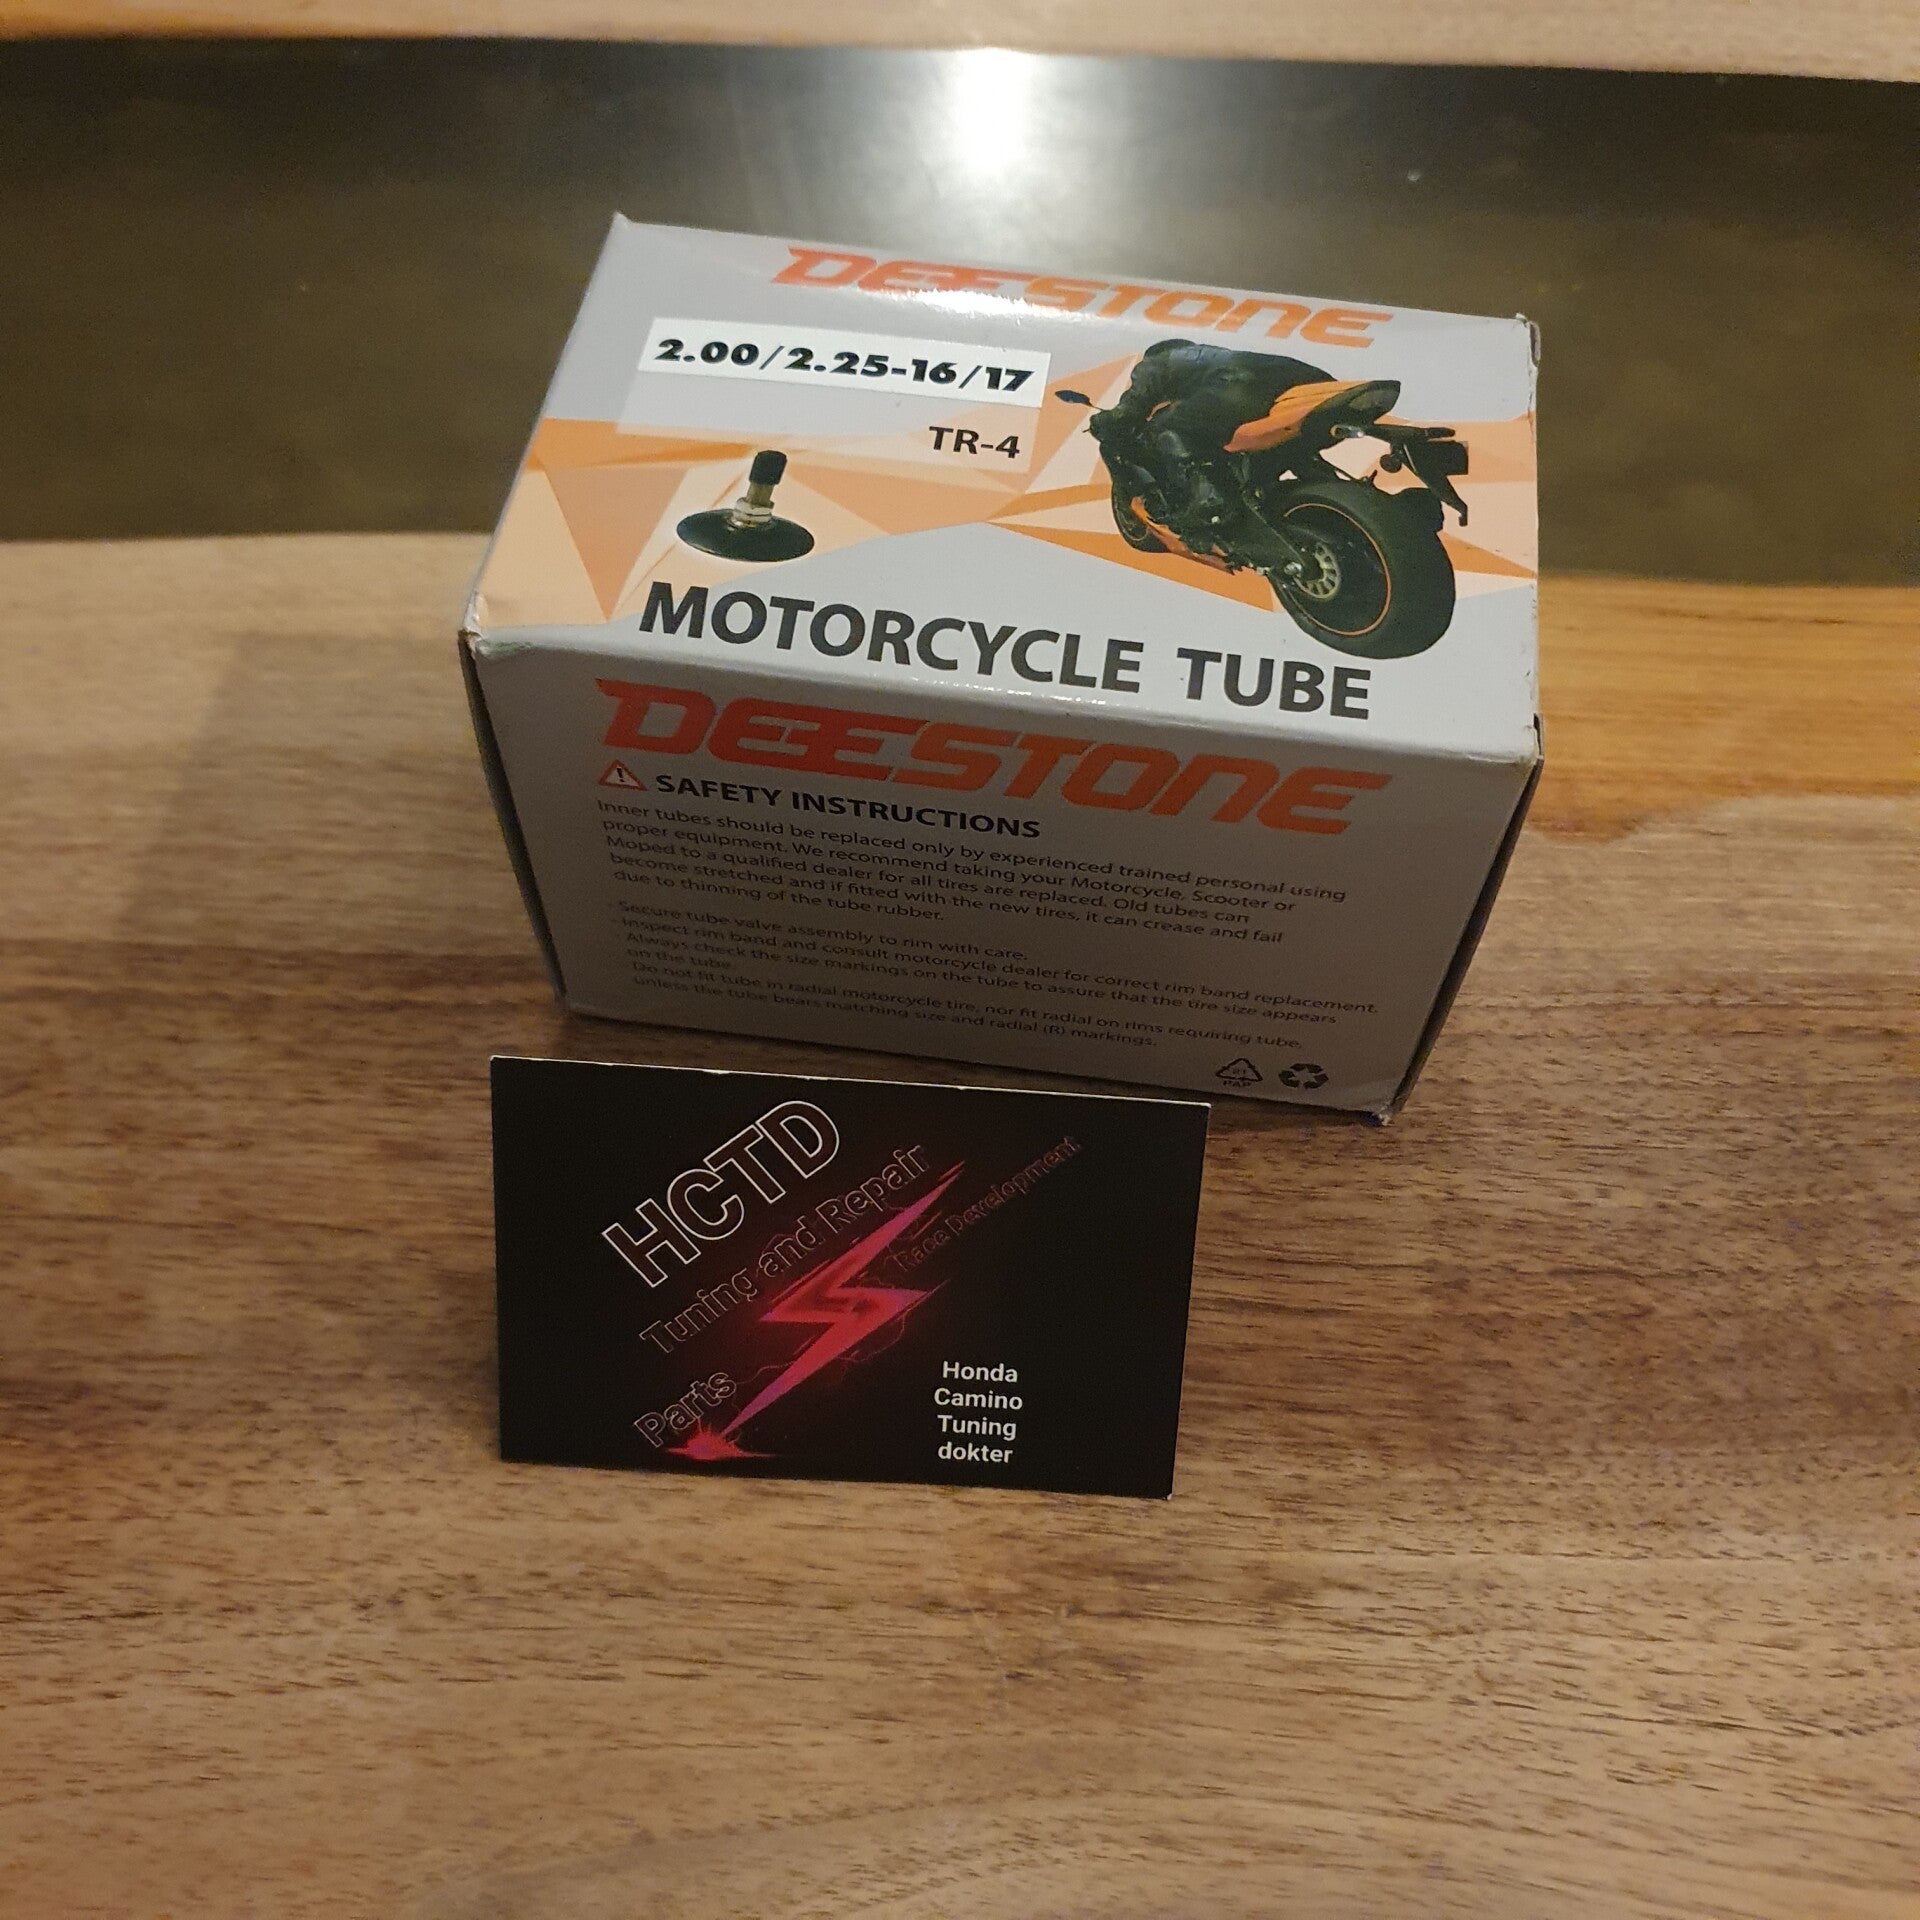 DEESTONE
2.00/2.25-16/17
TR-4
MOTORCYCLE TUBE
DEESTONE
SAFETY INSTRUCTIONS
Inner tubes should be replaced only by experienced trained personal using
proper equipment. We recommend taking your Motorcycle, Scooter or
Moped to a qualified dealer for all tires are replaced. Old tubes can
become stretched and if fitted with the new tires, it can crease and fail
due to thinning of the tube rubber.
- Secure tube valve assembly to rim with care.
- Inspect rim band and consult motorcycle dealer for correct rim band replacement.
- Always check the size markings on the tube to assure that the tire size appears
on the tube.
Do not fit tube in radial motorcycle tire, nor fit radial on rims requiring tube,
unless the tube bears matching size and radial (R) markings.
21
PAP
HCTD
Tuning and Repair
Race Development
Parts
Honda
Camino
Tuning
dokter